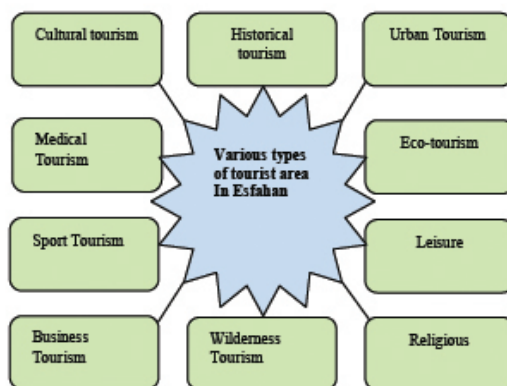 Cultural tourism
Historical
tourism
Urban Tourism
Medical
Tourism
Various types
of tourist area
In Esfahan
Eco-tourism
Sport Tourism
Leisure
Business
Tourism
Wilderness
Tourism
Religious